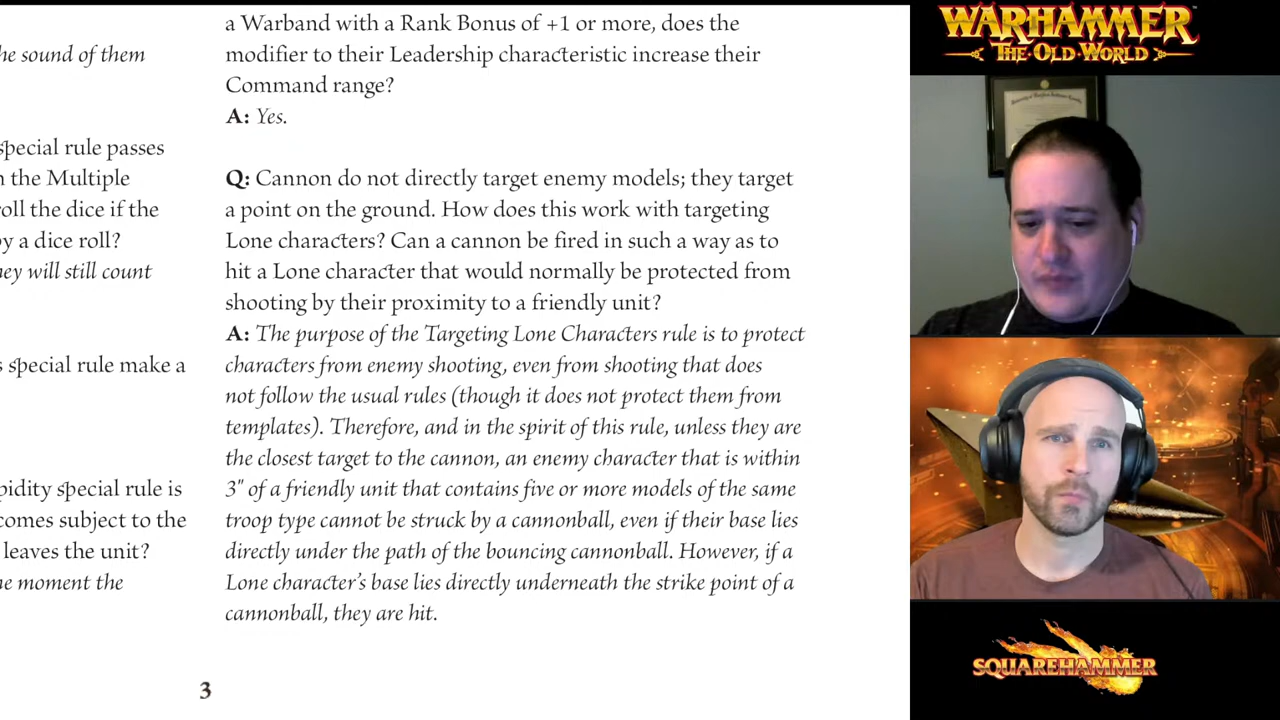 he sound of them
special rule passes
n the Multiple
roll the dice if the
by a dice roll?
hey will still count
s special rule make a
pidity special rule is
comes subject to the
leaves the unit?
he moment the
a Warband with a Rank Bonus of +1 or more, does the
modifier to their Leadership characteristic increase their
Command range?
A: Yes.
Q: Cannon do not directly target enemy models; they target
a point on the ground. How does this work with targeting
Lone characters? Can a cannon be fired in such a way as to
hit a Lone character that would normally be protected from
shooting by their proximity to a friendly unit?
A: The purpose of the Targeting Lone Characters rule is to protect
characters from enemy shooting, even from shooting that does
not follow the usual rules (though it does not protect them from
templates). Therefore, and in the spirit of this rule, unless they are
the closest target to the cannon, an enemy character that is within
3" of a friendly unit that contains five or more models of the same
troop type cannot be struck by a cannonball, even if their base lies
directly under the path of the bouncing cannonball. However, if a
Lone character's base lies directly underneath the strike point of a
cannonball, they are hit.
3
WARHAMMER
THE OLD WORLD
SQUAREHAMMER